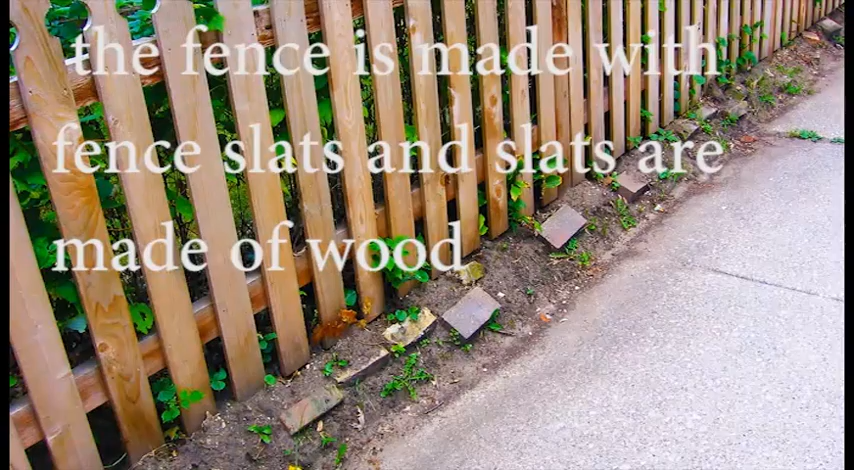 the fence is made with
fence slats and slats are
made of wood